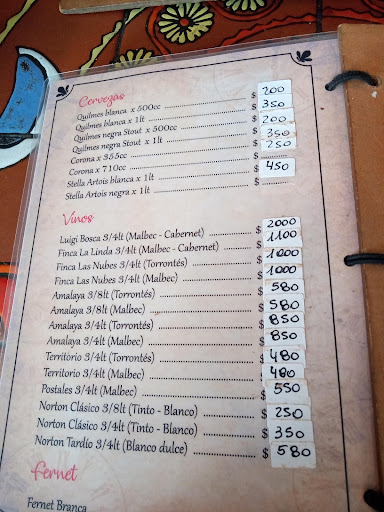 Cervezas
Quilmes blanca x 500cc ........ $ 200
Quilmes blanca x 1lt ........ $ 350
Quilmes negra Stout x 500cc ........ $ 200
Quilmes negra Stout x 1lt ........ $ 350
Corona x 355cc ........ $ 250
Corona x 710cc ........ $ ........
Stella Artois blanca x 1lt ........ $ 450
Stella Artois negra x 1lt ........ $
Vinos
Luigi Bosca 3/4lt (Malbec - Cabernet) ........ $ 2000
Finca La Linda 3/4lt (Malbec - Cabernet) ........ $ 1100
Finca Las Nubes 3/4lt (Torrontés) ........ $ 1000
Finca Las Nubes 3/4lt (Malbec) ........ $ 1000
Amalaya 3/8lt (Torrontés) ........ $ 580
Amalaya 3/8lt (Malbec) ........ $ 580
Amalaya 3/4lt (Torrontés) ........ $ 850
Amalaya 3/4lt (Malbec) ........ $ 850
Territorio 3/4lt (Torrontés) ........ $ 480
Territorio 3/4lt (Malbec) ........ $ 480
Postales 3/4lt (Malbec) ........ $ 550
Norton Clásico 3/8lt (Tinto - Blanco) ........ $ 250
Norton Clásico 3/4lt (Tinto - Blanco) ........ $ 350
Norton Tardío 3/4lt (Blanco dulce) ........ $ 580
Fernet
Fernet Branca